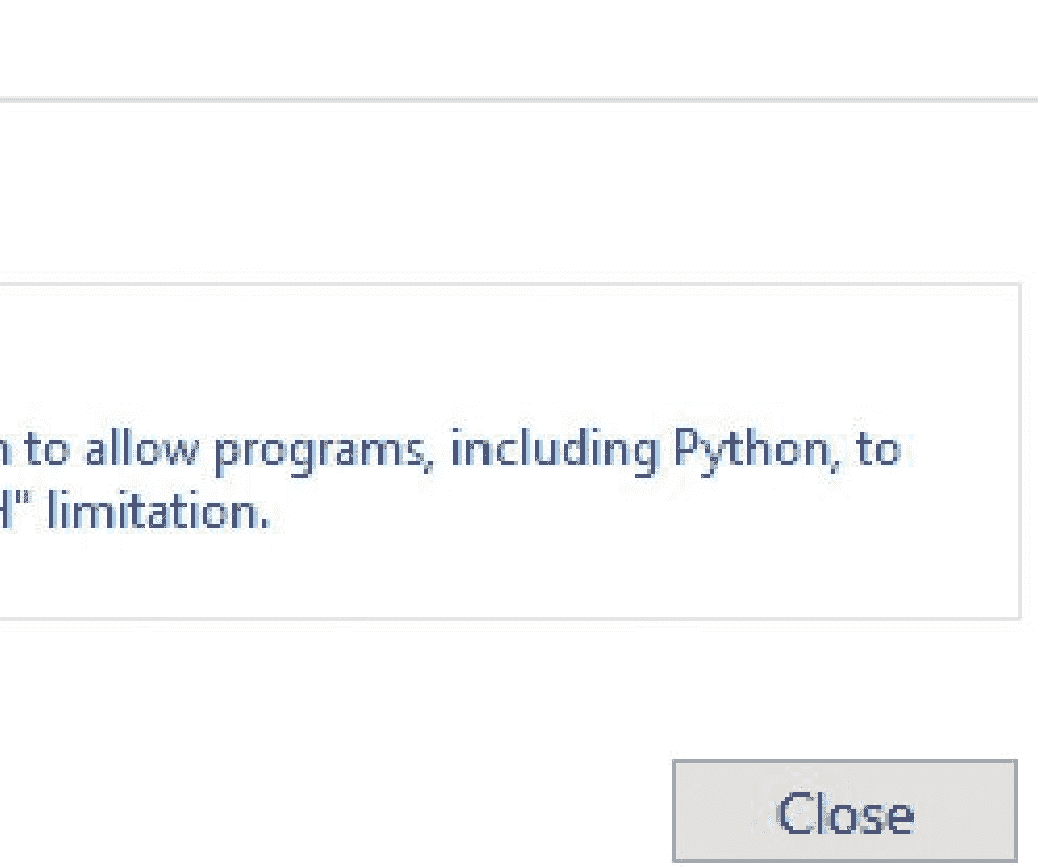 to allow programs, including Python, to
" limitation.
Close